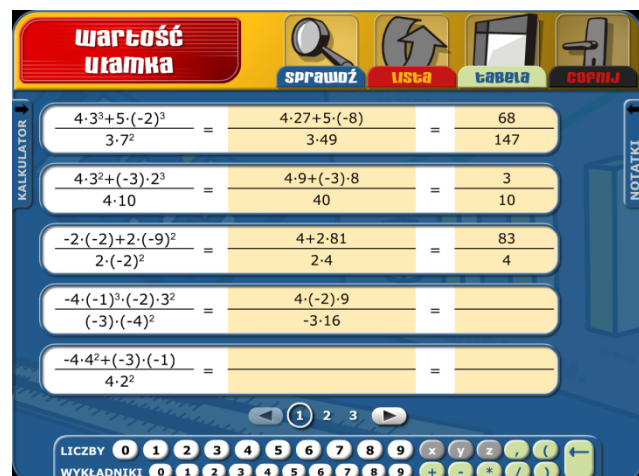 wartość
ułamka
sprawdź
lista
tabela
cofnij
KALKULATOR
NOTATKI
4·3³+5·(-2)³ / 3·7² = 4·27+5·(-8) / 3·49 = 68 / 147
4·3²+(-3)·2³ / 4·10 = 4·9+(-3)·8 / 40 = 3 / 10
-2·(-2)+2·(-9)² / 2·(-2)² = 4+2·81 / 2·4 = 83 / 4
-4·(-1)³·(-2)·3² / (-3)·(-4)² = 4·(-2)·9 / -3·16 =
-4·4²+(-3)·(-1) / 4·2² = =
1 2 3
LICZBY 0 1 2 3 4 5 6 7 8 9 x y z , ( ←
WYKŁADNIKI 0 1 2 3 4 5 6 7 8 9 + - * / )